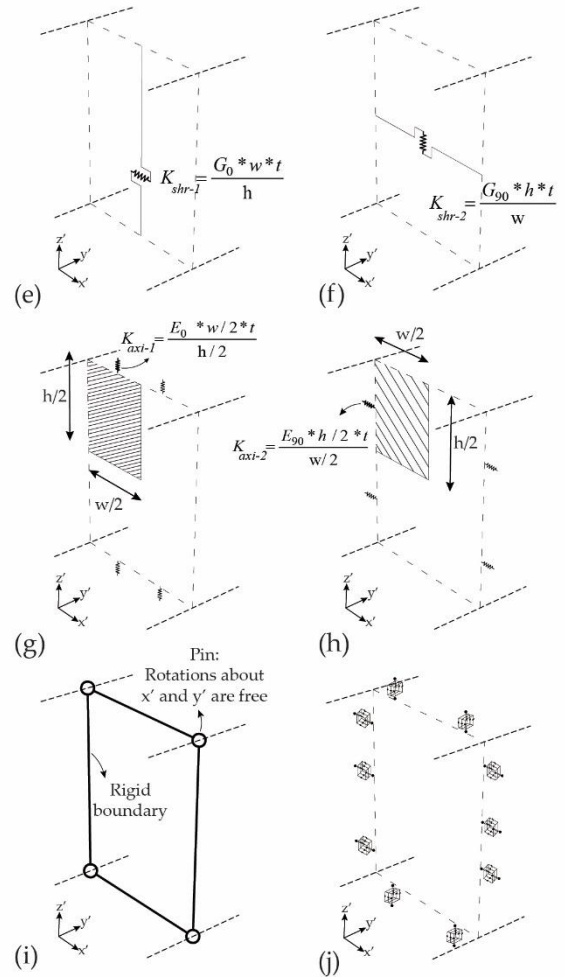 K_shr-1 = G_0 * w * t
h
z'
y'
x'
(e)
K_shr-2 = G_90 * h * t
w
z'
y'
x'
(f)
K_axi-1 = E_0 * w/2 * t
h/2
h/2
w/2
z'
y'
x'
(g)
w/2
K_axi-2 = E_90 * h/2 * t
w/2
h/2
z'
y'
x'
(h)
Pin:
Rotations about
x' and y' are free
Rigid
boundary
z'
y'
x'
(i)
z'
y'
x'
(j)